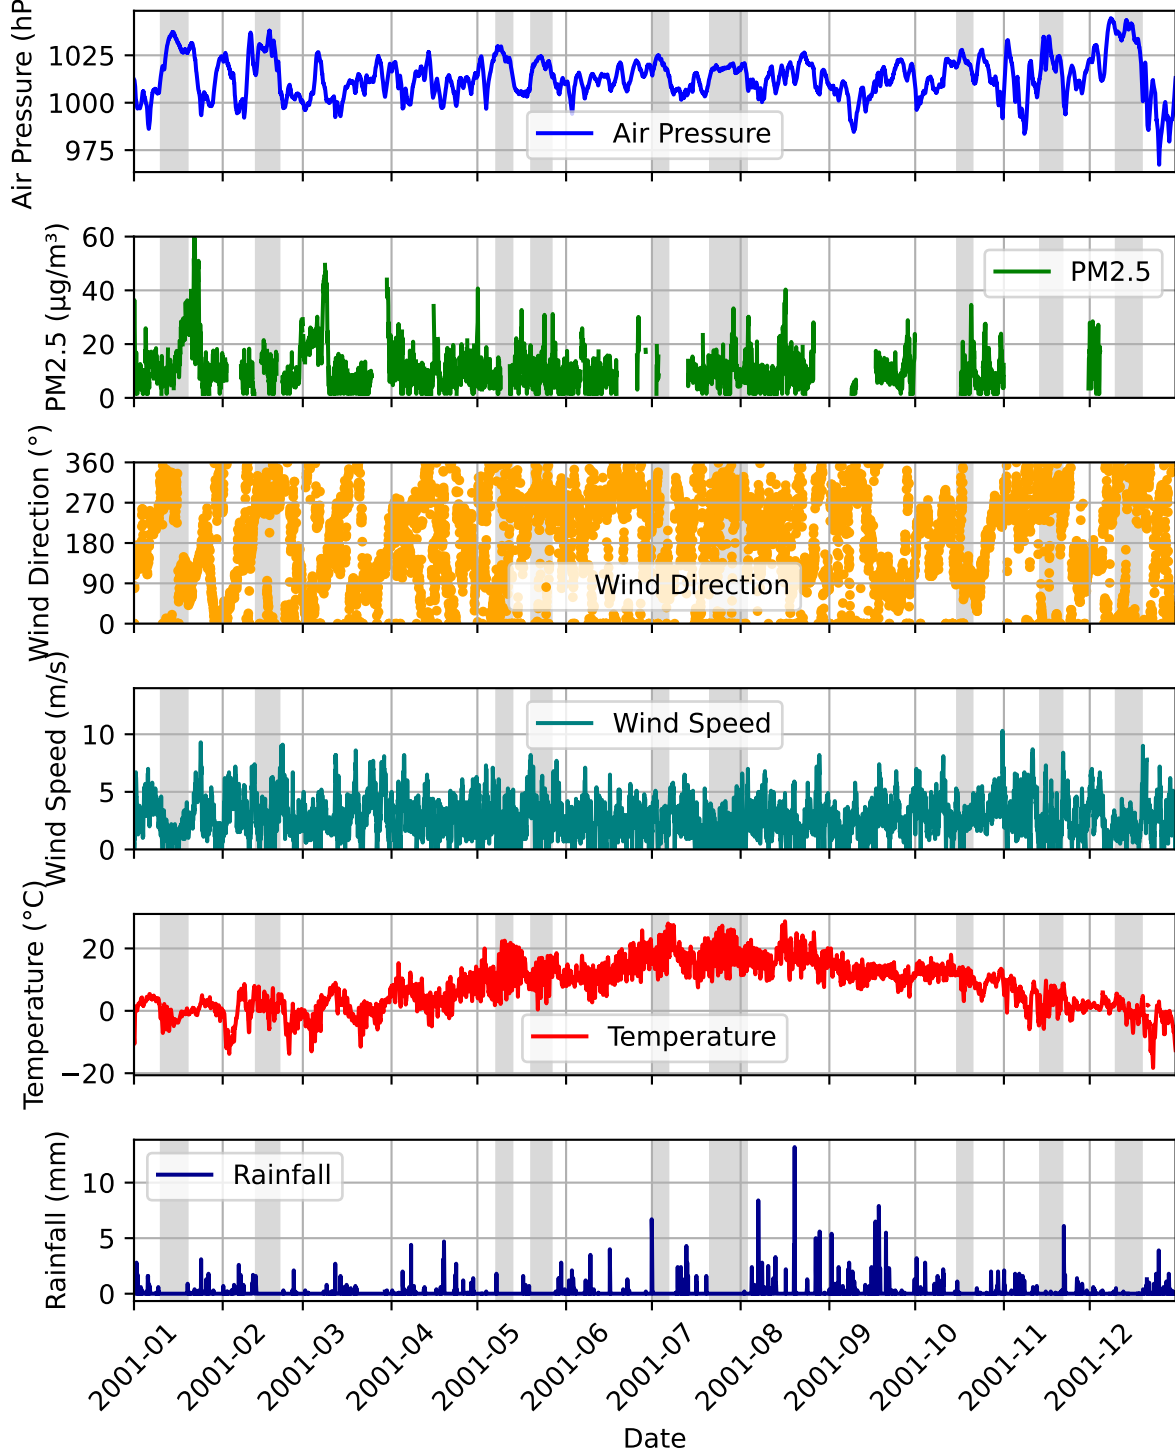 Air Pressure (hP
1025
1000
975
Air Pressure
PM2.5 (µg/m³)
60
40
20
0
PM2.5
Wind Direction (°)
360
270
180
90
0
Wind Direction
Wind Speed (m/s)
10
5
0
Wind Speed
Temperature (°C)
20
0
−20
Temperature
Rainfall (mm)
10
5
0
Rainfall
2001-01
2001-02
2001-03
2001-04
2001-05
2001-06
2001-07
2001-08
2001-09
2001-10
2001-11
2001-12
Date